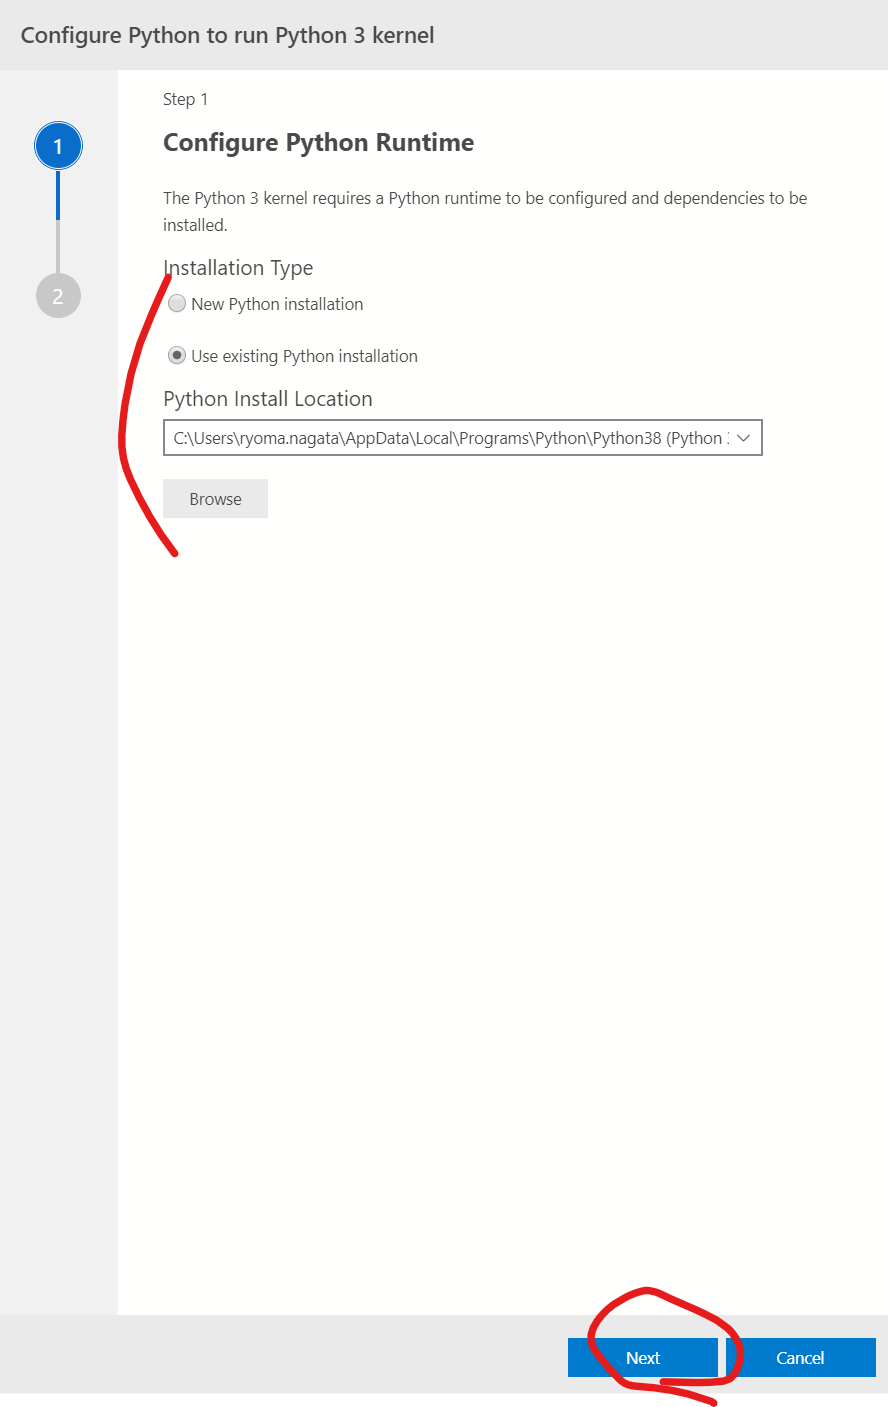 Configure Python to run Python 3 kernel
1
2
Step 1
Configure Python Runtime
The Python 3 kernel requires a Python runtime to be configured and dependencies to be
installed.
Installation Type
New Python installation
Use existing Python installation
Python Install Location
C:\Users\ryoma.nagata\AppData\Local\Programs\Python\Python38 (Python
Browse
Next
Cancel